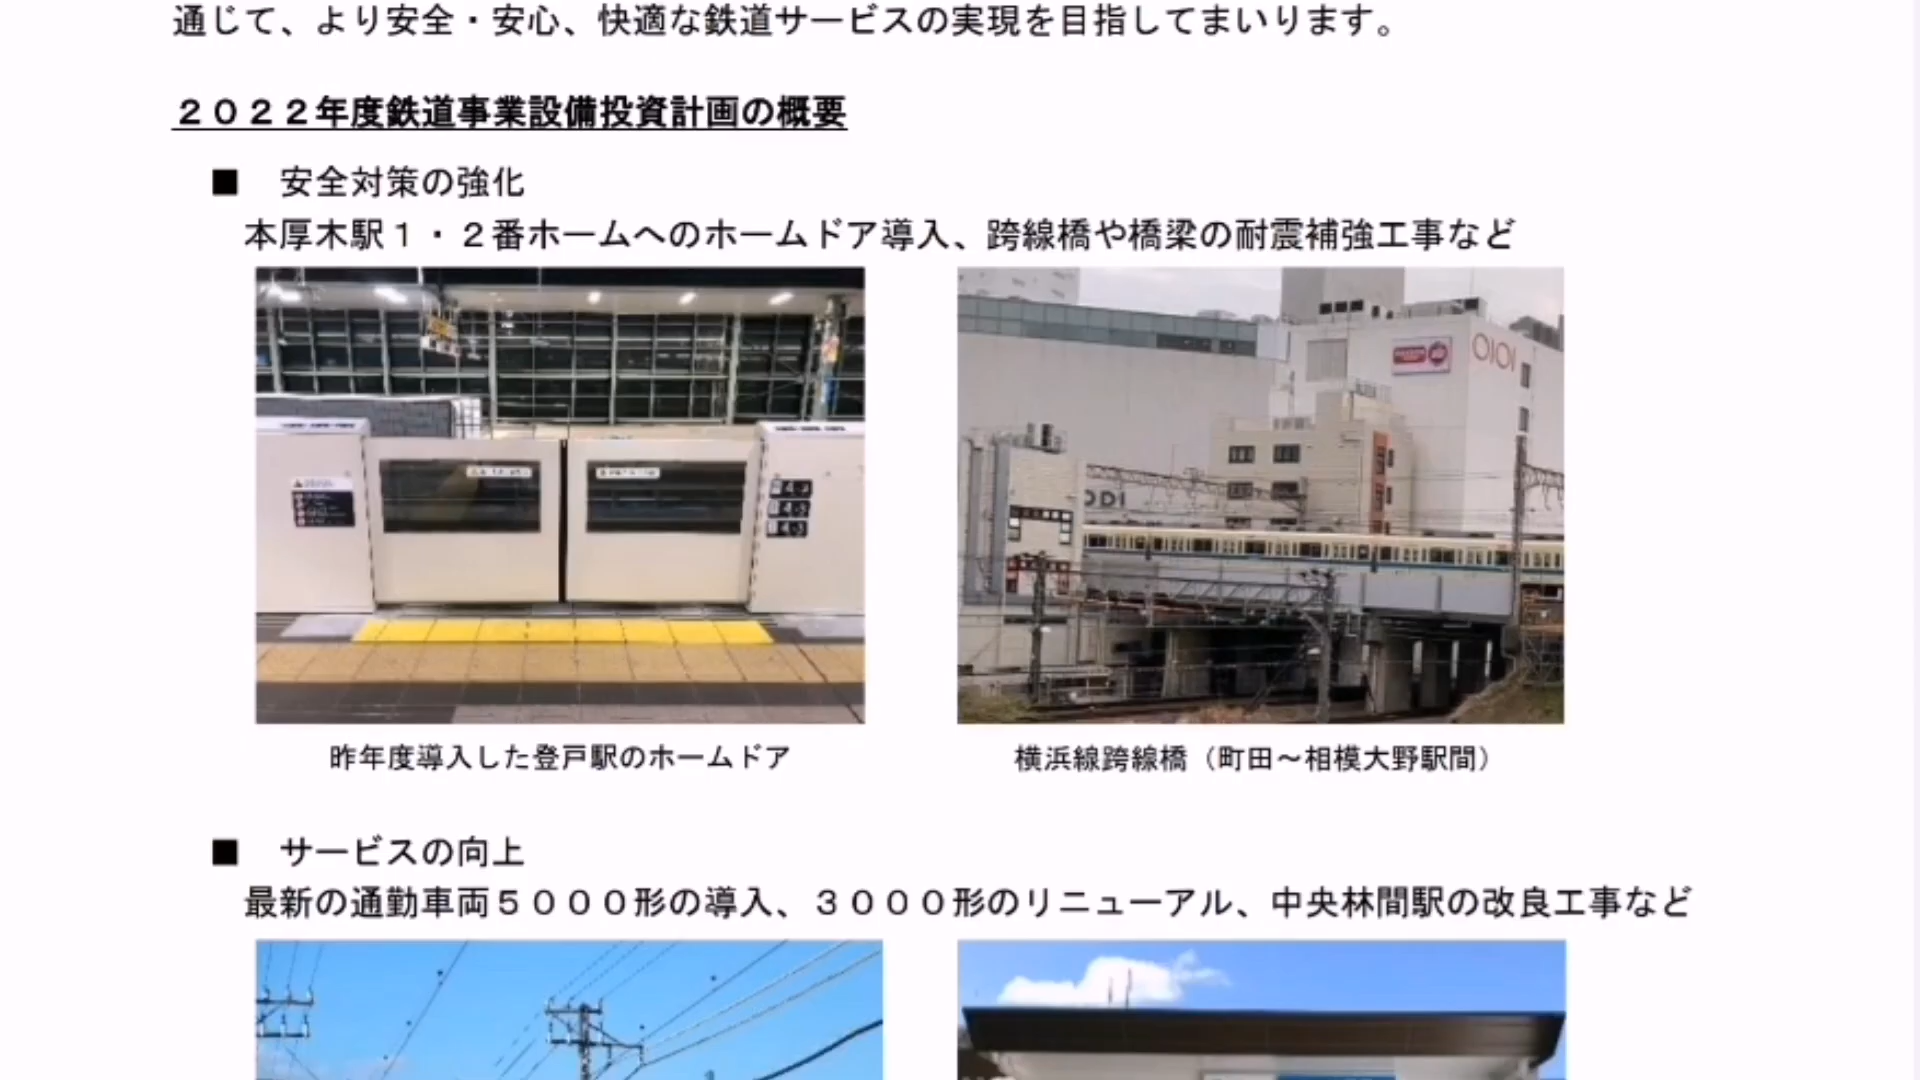 通じて、より安全・安心、快適な鉄道サービスの実現を目指してまいります。
２０２２年度鉄道事業設備投資計画の概要
■　安全対策の強化
本厚木駅１・２番ホームへのホームドア導入、跨線橋や橋梁の耐震補強工事など
OIOI
ODI
昨年度導入した登戸駅のホームドア
横浜線跨線橋（町田～相模大野駅間）
■　サービスの向上
最新の通勤車両５０００形の導入、３０００形のリニューアル、中央林間駅の改良工事など